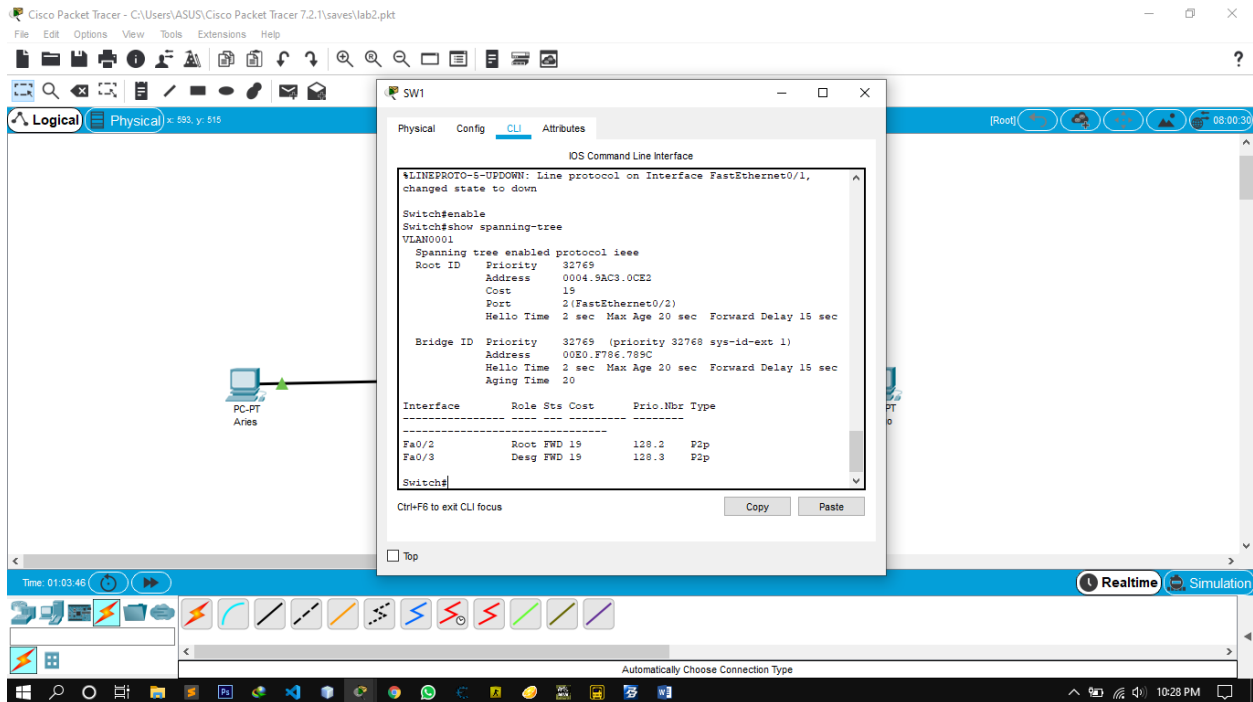 Cisco Packet Tracer - C:\Users\ASUS\Cisco Packet Tracer 7.2.1\saves\lab2.pkt
File Edit Options View Tools Extensions Help
?
Logical Physical x: 593, y: 515 [Root] 08:00:30
SW1
Physical Config CLI Attributes
IOS Command Line Interface
%LINEPROTO-5-UPDOWN: Line protocol on Interface FastEthernet0/1,
changed state to down
Switch#enable
Switch#show spanning-tree
VLAN0001
Spanning tree enabled protocol ieee
Root ID Priority 32769
Address 0004.9AC3.0CE2
Cost 19
Port 2(FastEthernet0/2)
Hello Time 2 sec Max Age 20 sec Forward Delay 15 sec
Bridge ID Priority 32769 (priority 32768 sys-id-ext 1)
Address 00E0.F786.789C
Hello Time 2 sec Max Age 20 sec Forward Delay 15 sec
Aging Time 20
Interface Role Sts Cost Prio.Nbr Type
---------------- ---- --- --------- --------
--------------------------------
Fa0/2 Root FWD 19 128.2 P2p
Fa0/3 Desg FWD 19 128.3 P2p
Switch#
Ctrl+F6 to exit CLI focus
Copy Paste
Top
PC-PT
Aries
PT
o
Time: 01:03:46
Realtime Simulation
Automatically Choose Connection Type
Ps
W
10:28 PM